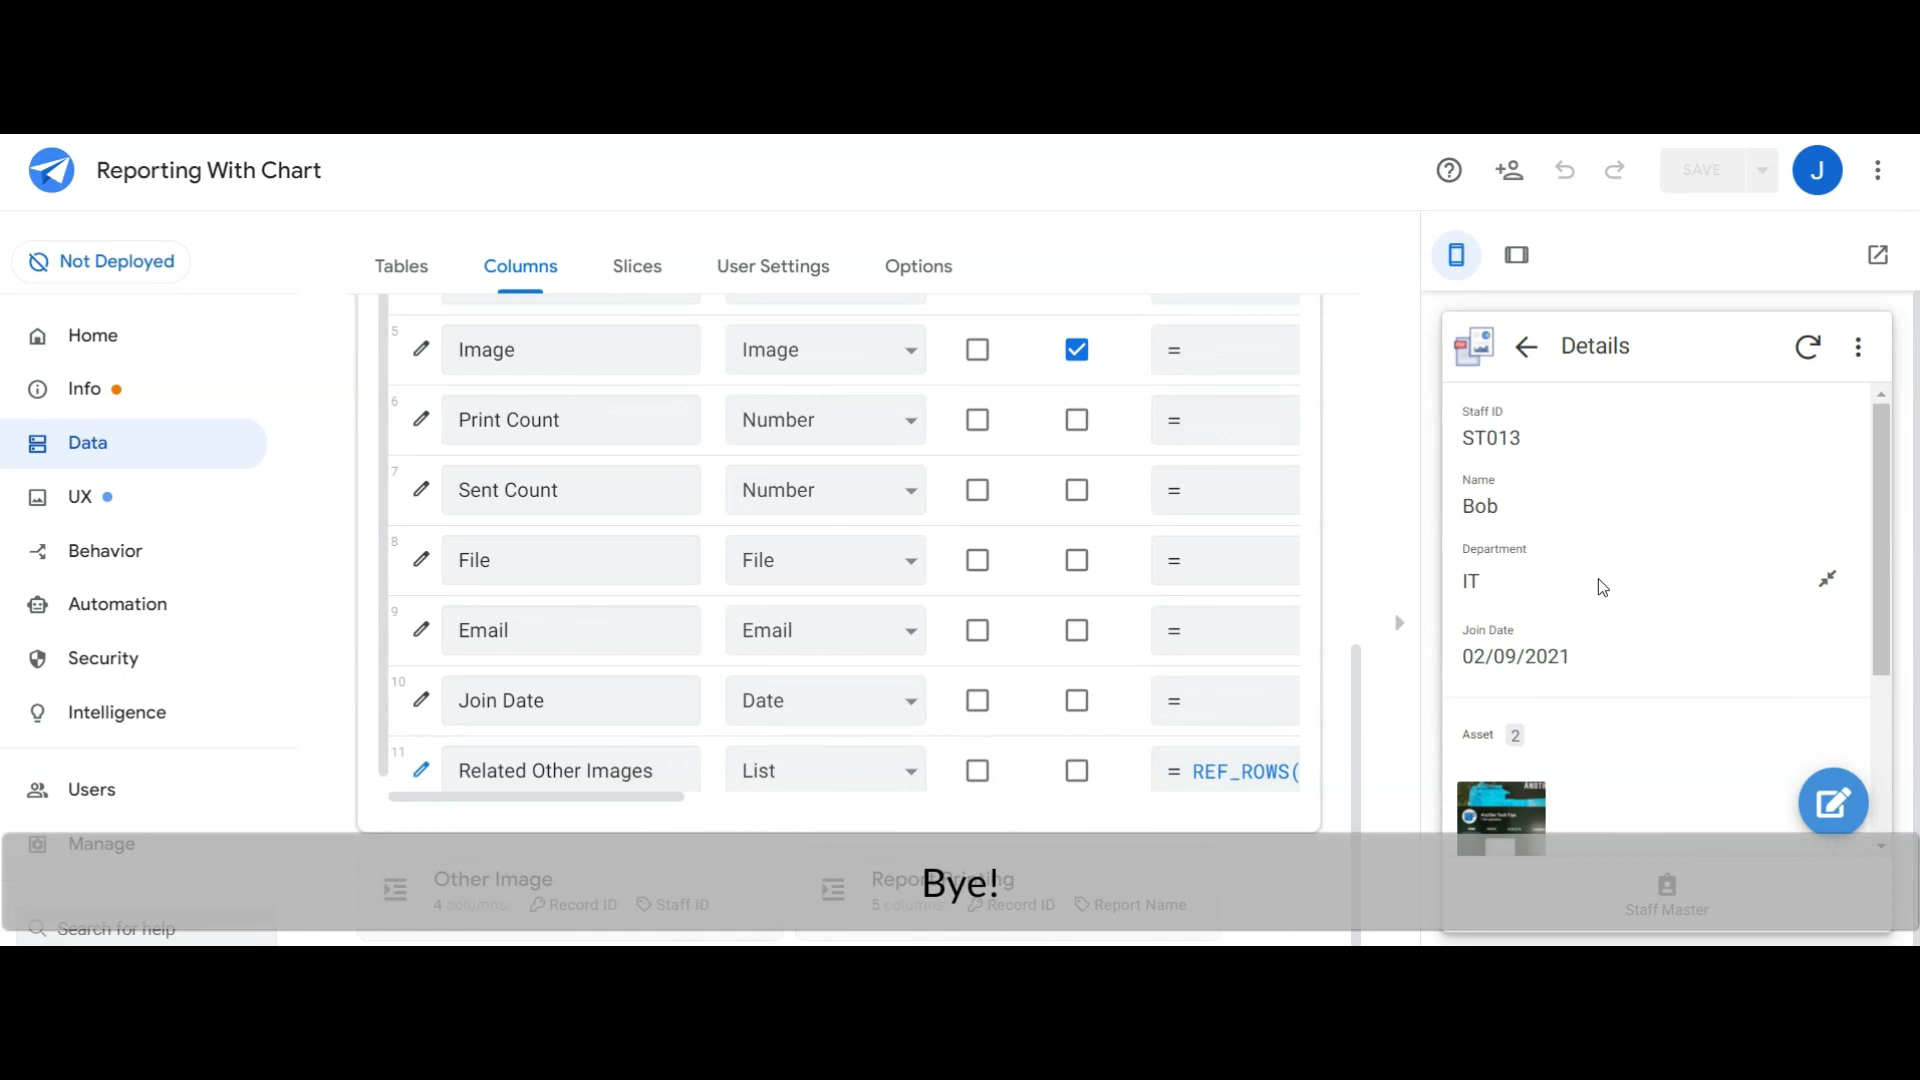 Reporting With Chart
SAVE
J
Not Deployed
Tables
Columns
Slices
User Settings
Options
Home
Info
Data
UX
Behavior
Automation
Security
Intelligence
Users
Manage
Search for help
5
Image
Image
=
6
Print Count
Number
=
7
Sent Count
Number
=
8
File
File
=
9
Email
Email
=
10
Join Date
Date
=
11
Related Other Images
List
= REF_ROWS(
Other Image
4 columns: Record ID Staff ID
Report Printing
5 columns Record ID Report Name
Bye!
Details
Staff ID
ST013
Name
Bob
Department
IT
Join Date
02/09/2021
Asset 2
Staff Master